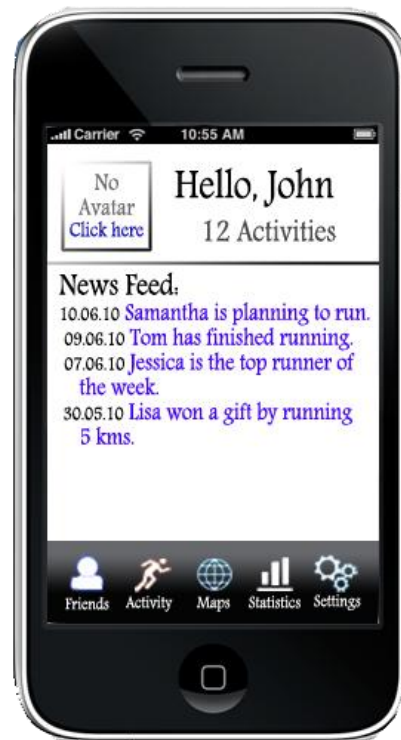 Carrier 10:55 AM
No
Avatar
Click here
Hello, John
12 Activities
News Feed:
10.06.10 Samantha is planning to run.
09.06.10 Tom has finished running.
07.06.10 Jessica is the top runner of
the week.
30.05.10 Lisa won a gift by running
5 kms.
Friends Activity Maps Statistics Settings